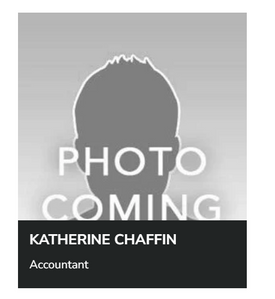 PHOTO
COMING
KATHERINE CHAFFIN
Accountant